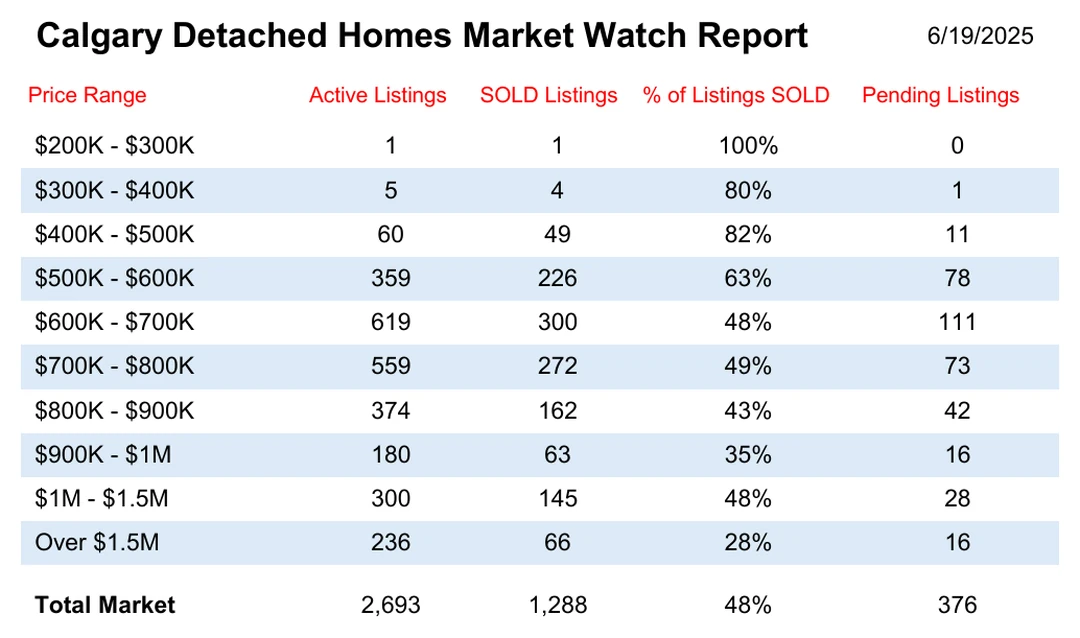 Calgary Detached Homes Market Watch Report 6/19/2025
Price Range Active Listings SOLD Listings % of Listings SOLD Pending Listings
$200K - $300K 1 1 100% 0
$300K - $400K 5 4 80% 1
$400K - $500K 60 49 82% 11
$500K - $600K 359 226 63% 78
$600K - $700K 619 300 48% 111
$700K - $800K 559 272 49% 73
$800K - $900K 374 162 43% 42
$900K - $1M 180 63 35% 16
$1M - $1.5M 300 145 48% 28
Over $1.5M 236 66 28% 16
Total Market 2,693 1,288 48% 376